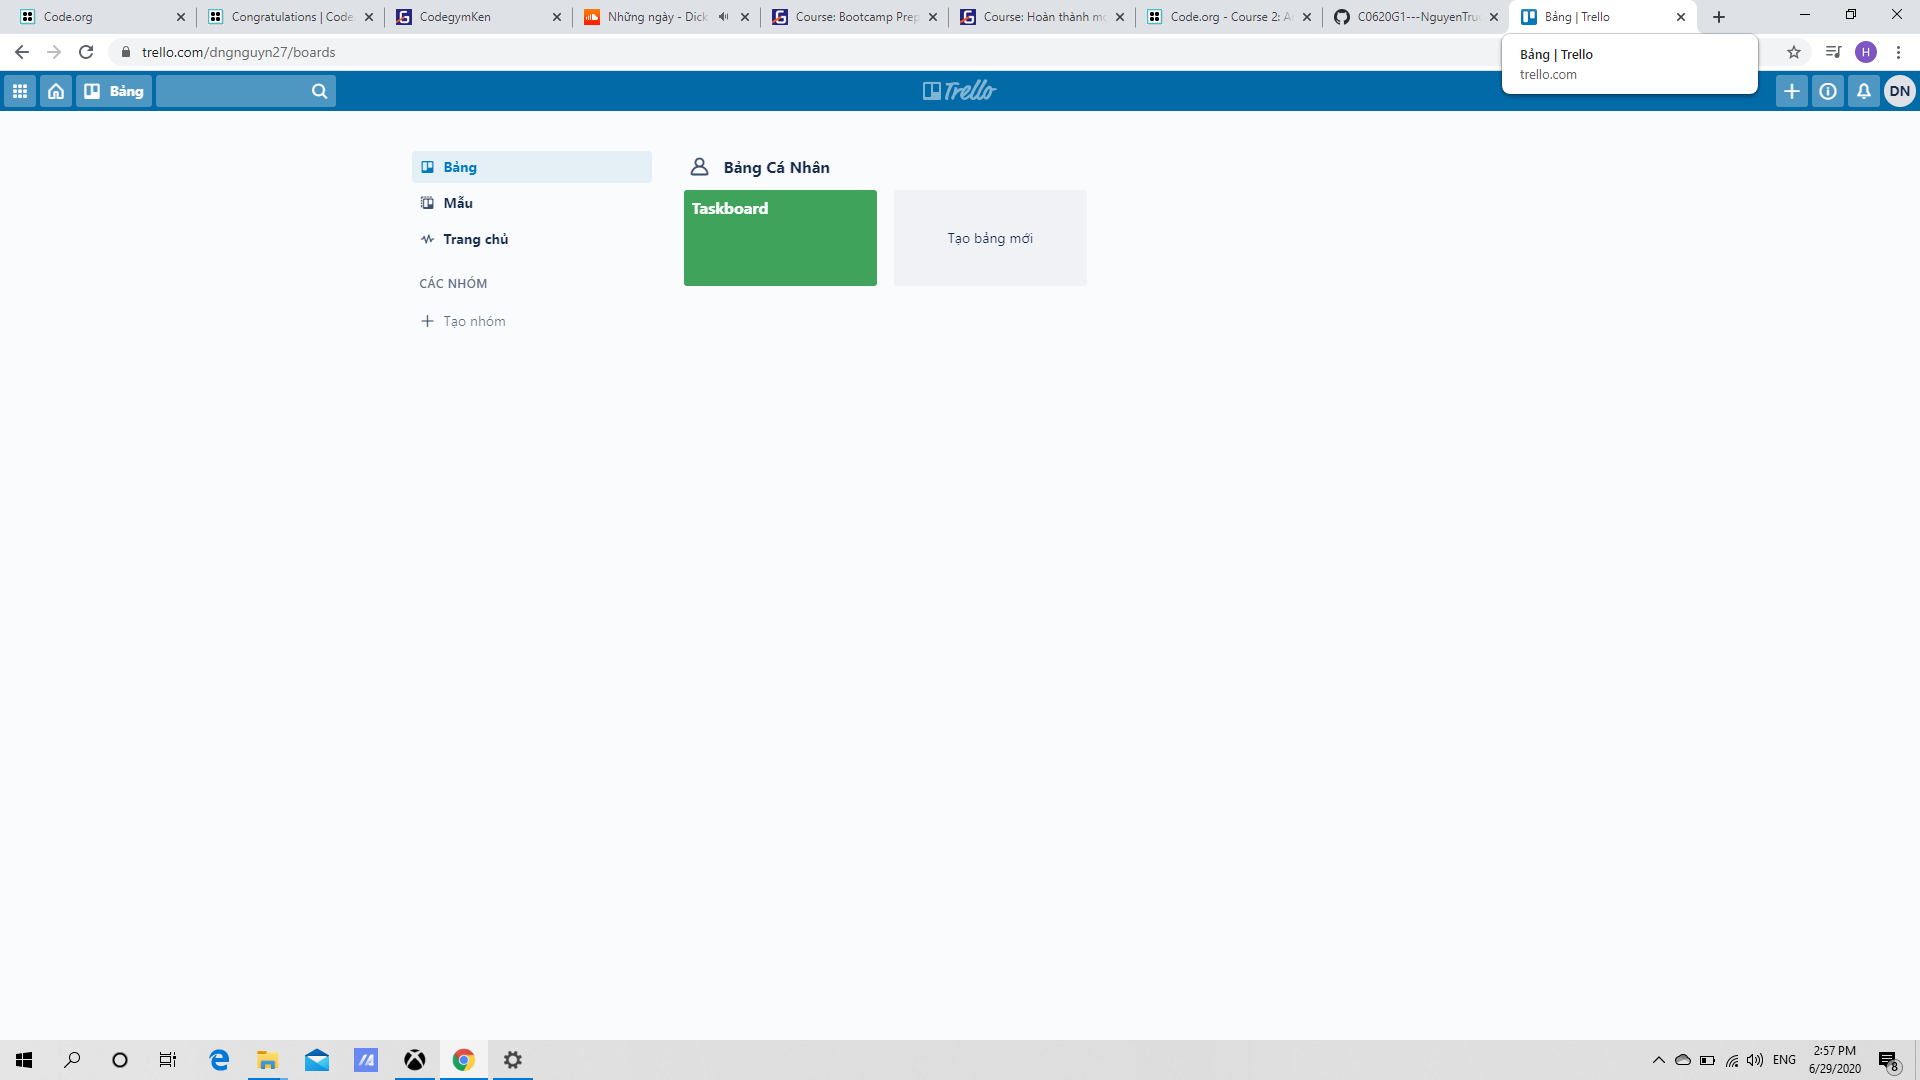 Code.org
Congratulations | Code.
CodegymKen
Những ngày - Dick
Course: Bootcamp Prep
Course: Hoàn thành mo
Code.org - Course 2: A
C0620G1---NguyenTru
Bảng | Trello
trello.com/dngnguyn27/boards
Bảng | Trello
trello.com
H
Bảng
Trello
DN
Bảng
Mẫu
Trang chủ
CÁC NHÓM
Tạo nhóm
Bảng Cá Nhân
Taskboard
Tạo bảng mới
ENG
2:57 PM
6/29/2020
8